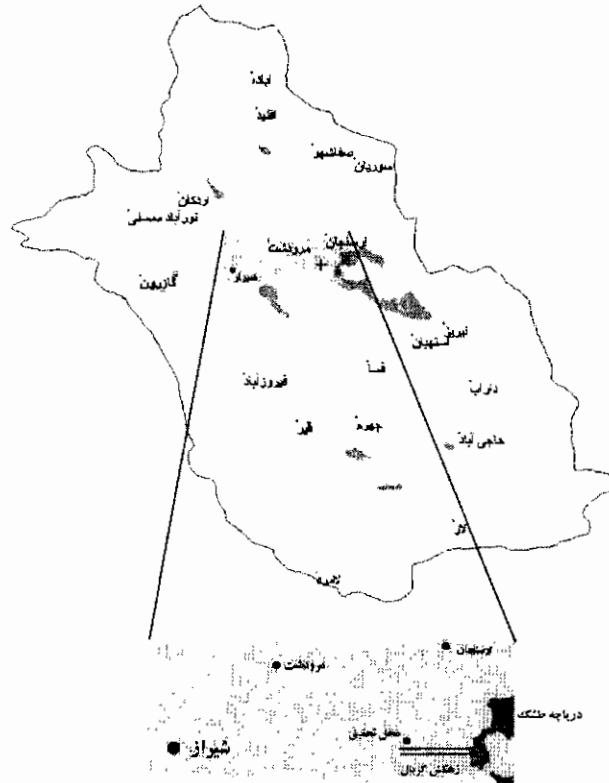 آباده
اقلید
صفاشهر
سوریان
اردکان
نورآباد ممسنی
ارسنجان
مرودشت
شیراز
کازرون
نیریز
استهبان
فسا
فیروزآباد
داراب
جهرم
قیر
حاجی آباد
لار
لامرد
ارسنجان
مرودشت
دریاچه طشک
محل تحقیق
شیراز